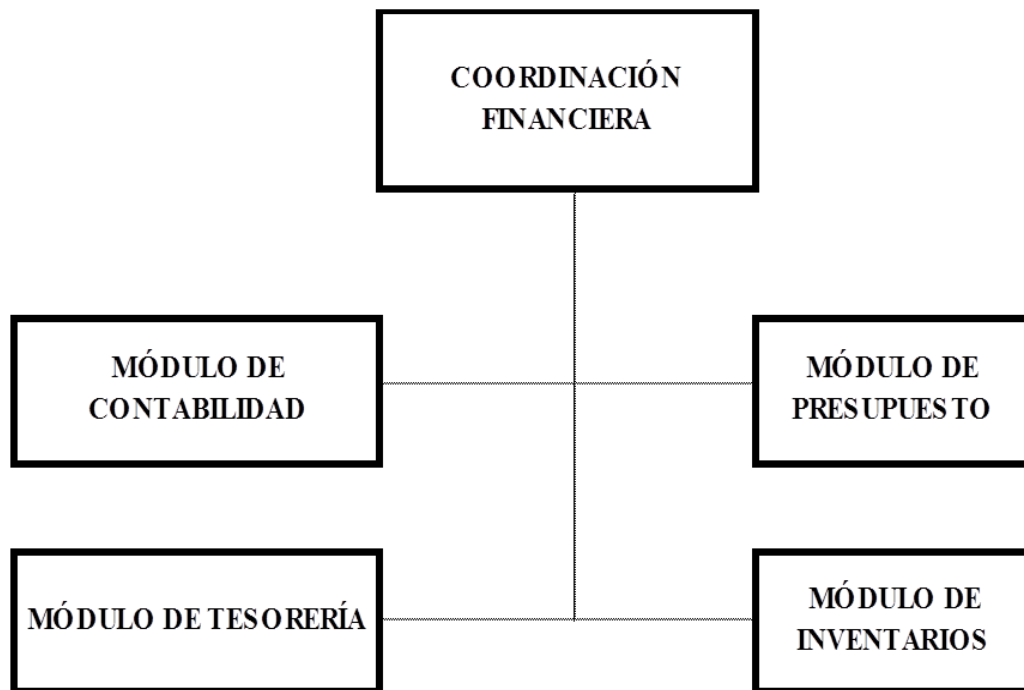 COORDINACIÓN
FINANCIERA
MÓDULO DE
CONTABILIDAD
MÓDULO DE
PRESUPUESTO
MÓDULO DE TESORERÍA
MÓDULO DE
INVENTARIOS